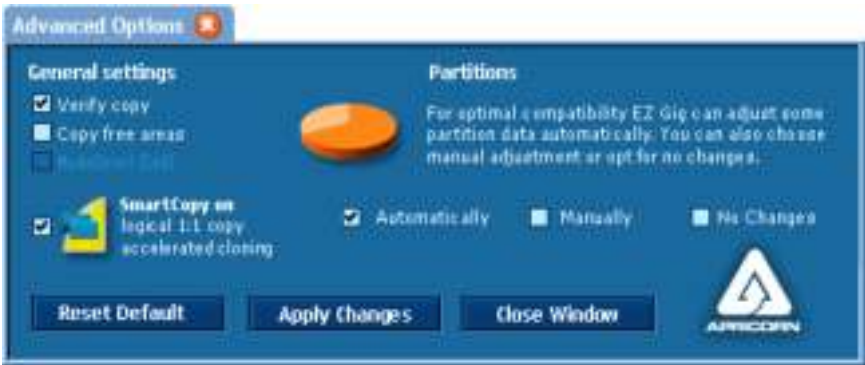 Advanced Options
General settings
Verify copy
Copy free areas
SmartCopy on
logical 1:1 copy
accelerated cloning
Partitions
For optimal compatibility EZ Gig can adjust some
partition data automatically. You can also choose
manual adjustment or opt for no changes.
Automatically
Manually
No Changes
Reset Default
Apply Changes
Close Window
APRICORN